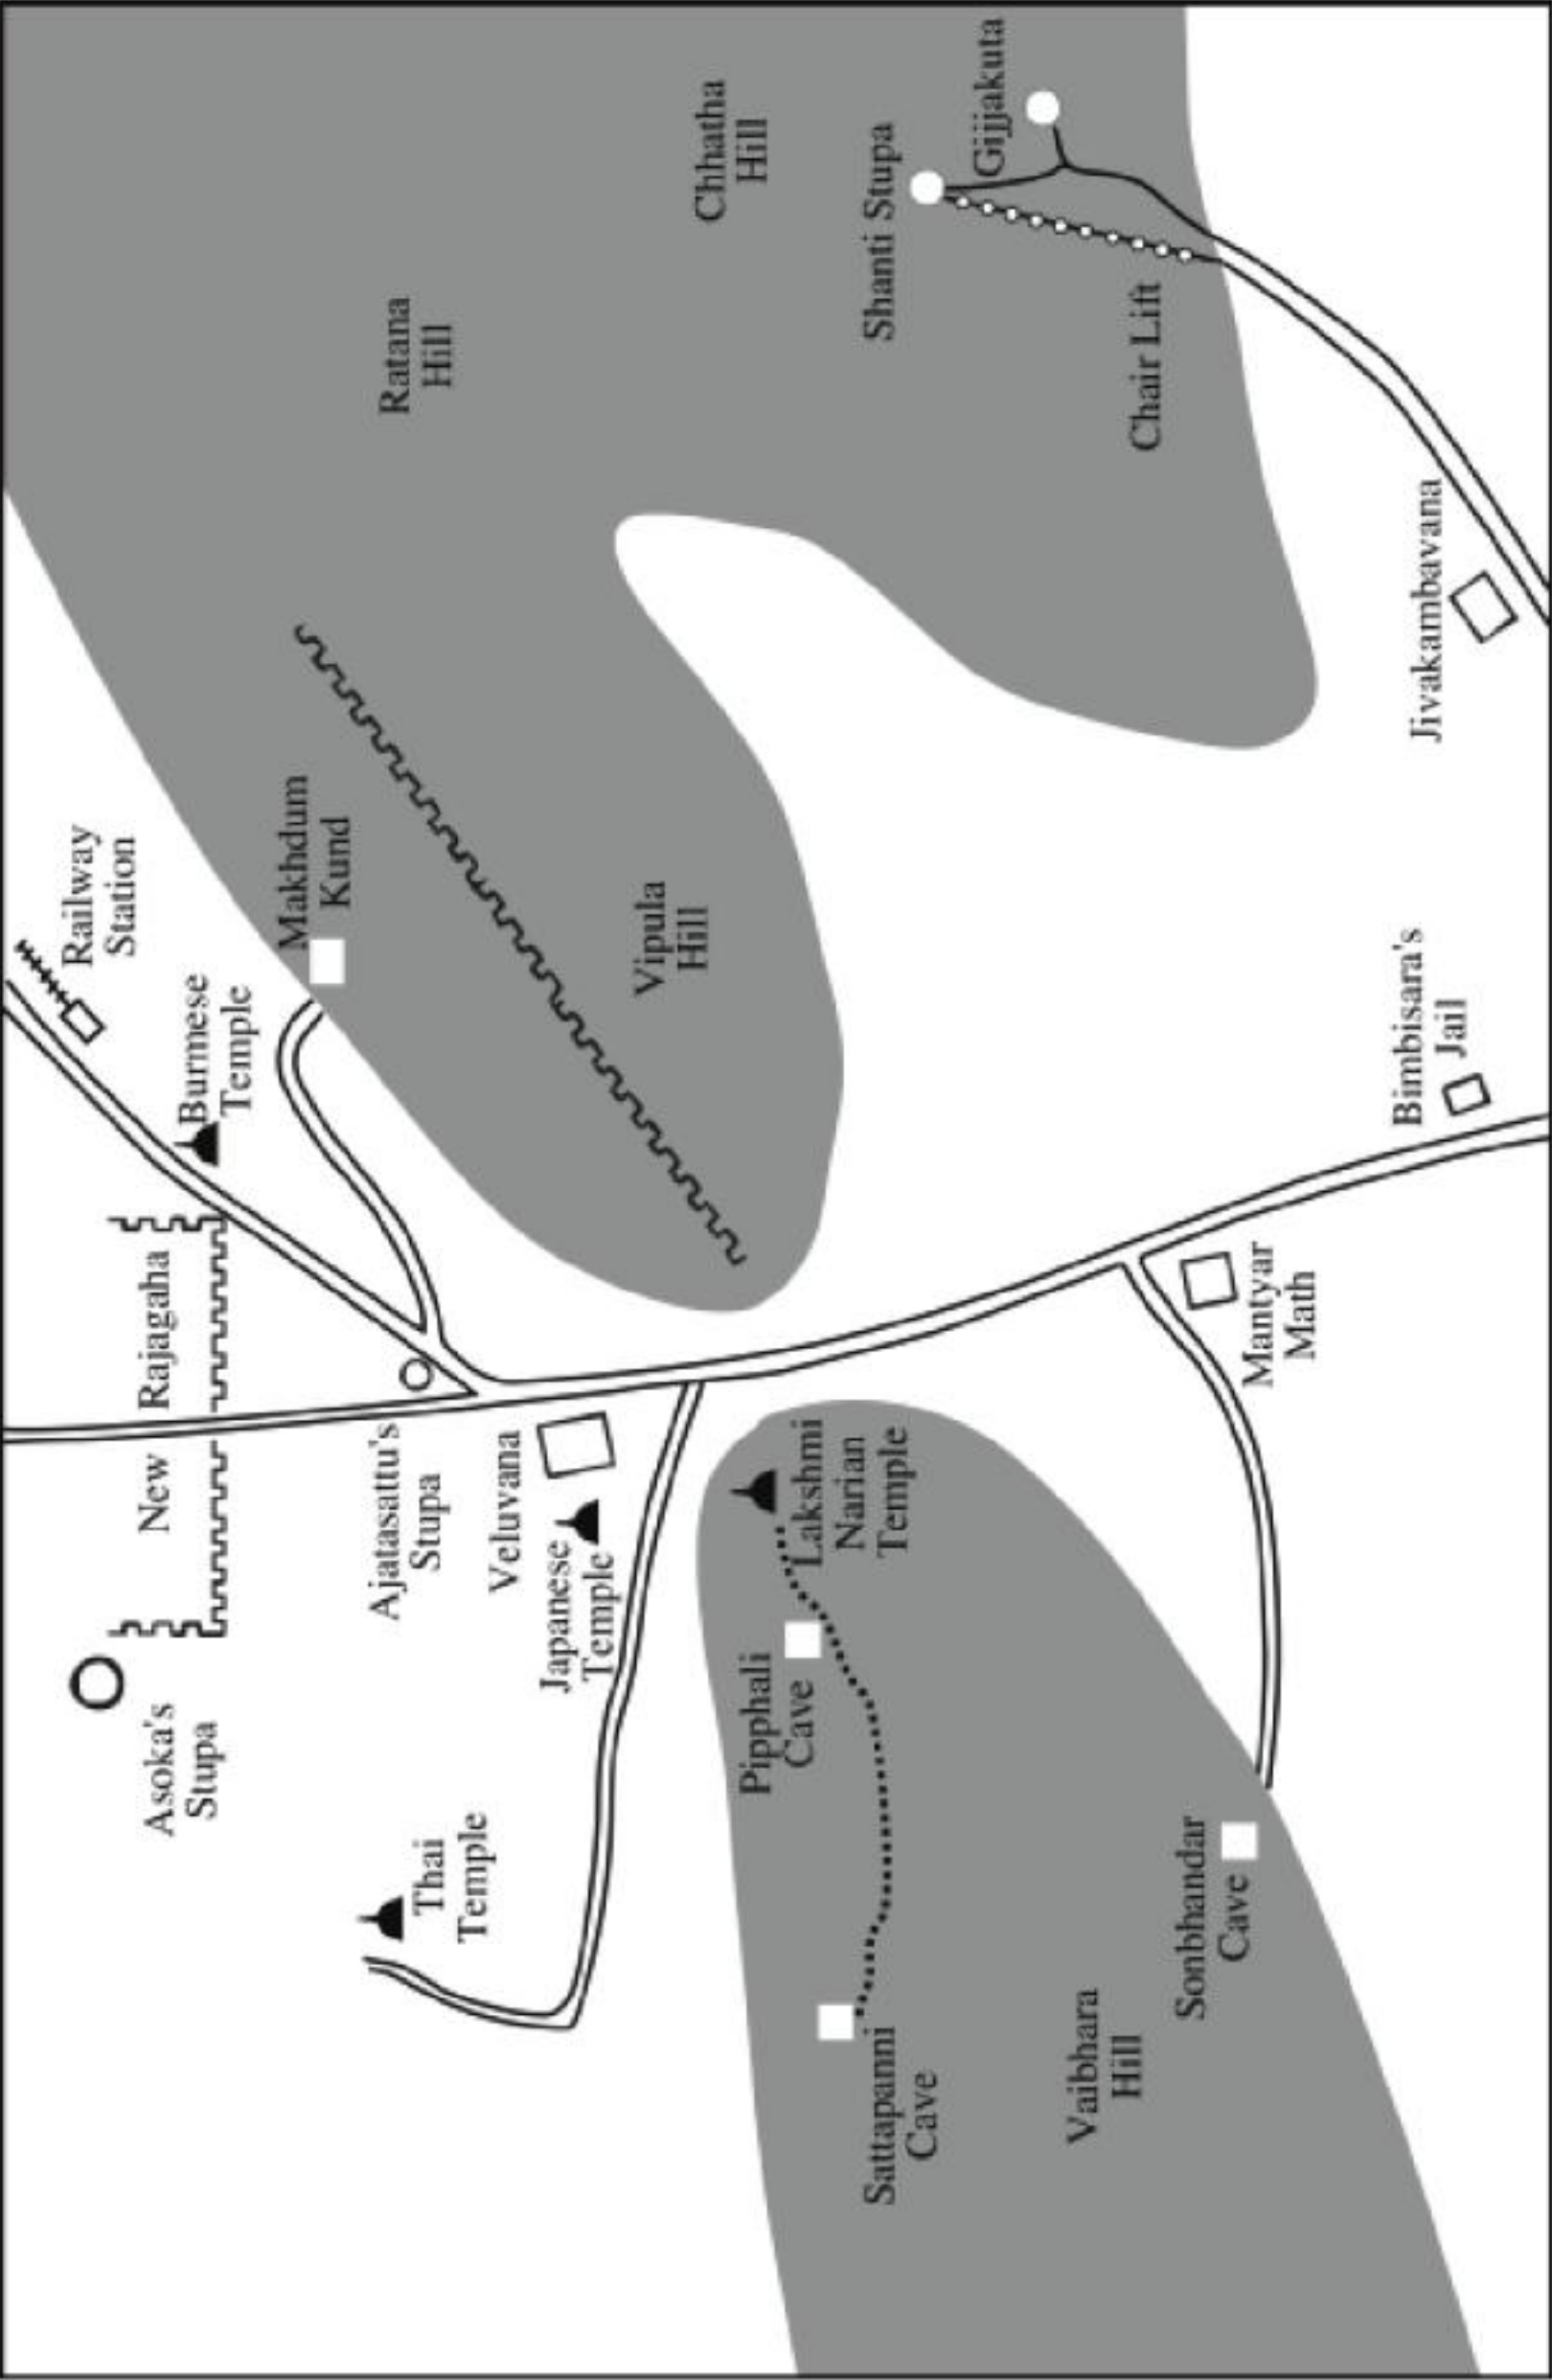 Asoka's
Stupa
New Rajagaha
Burmese
Temple
Railway
Station
Thai
Temple
Ajatasattu's
Stupa
Makhdum
Kund
Ratana
Hill
Veluvana
Japanese
Temple
Vipula
Hill
Chhatha
Hill
Pipphali
Cave
Lakshmi
Narian
Temple
Shanti Stupa
Gijjakuta
Sattapanni
Cave
Vaibhara
Hill
Chair Lift
Sonbhandar
Cave
Mantyar
Math
Bimbisara's
Jail
Jivakambavana